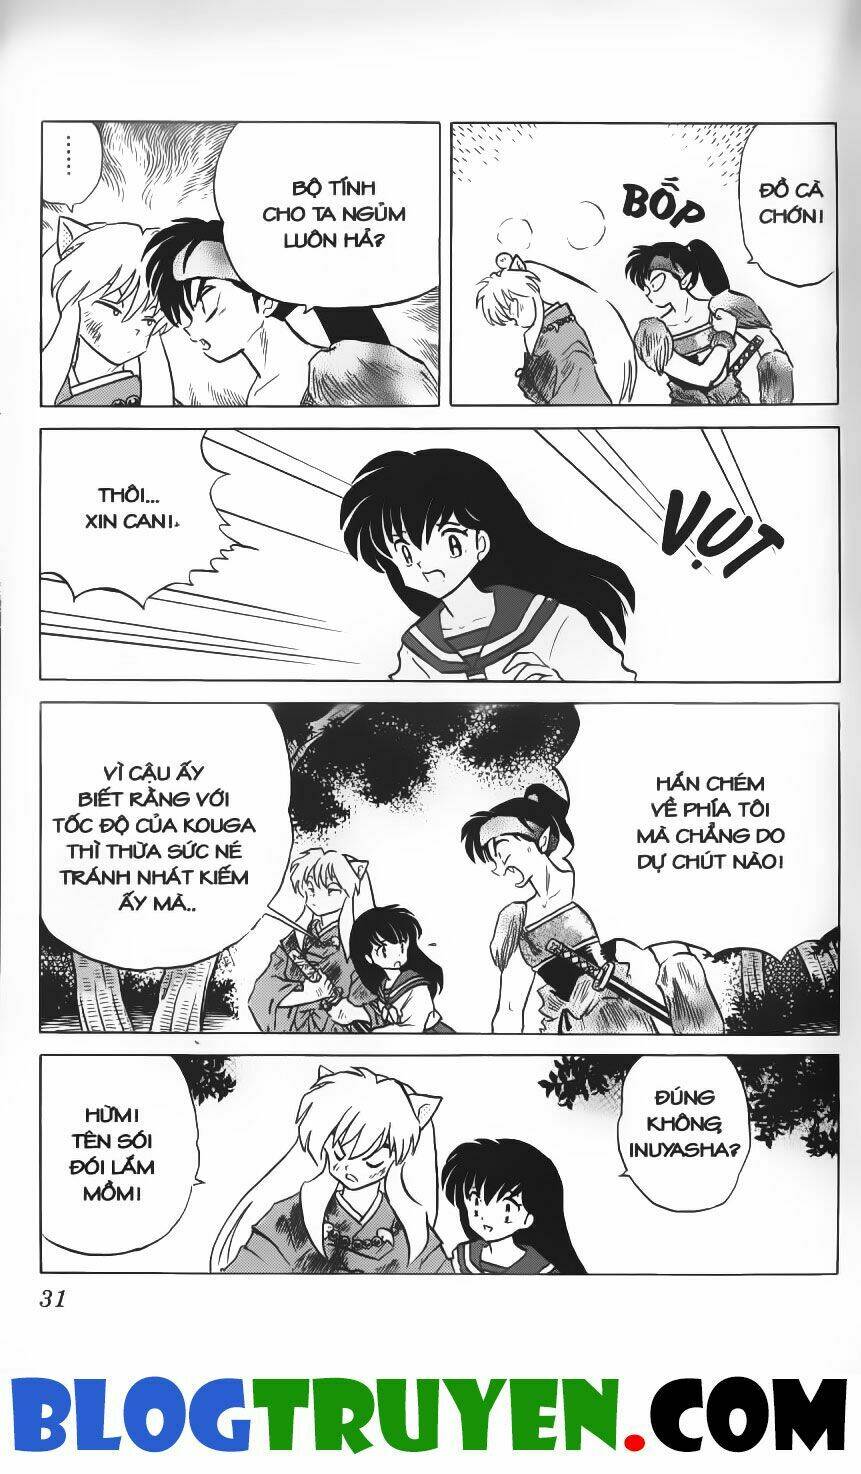 ĐỒ CÀ
CHỚN!
BỐP
BỘ TÍNH
CHO TA NGỦM
LUÔN HẢ?
........
VỤT
THÔI...
XIN CAN!
HẮN CHÉM
VỀ PHÍA TÔI
MÀ CHẲNG DO
DỰ CHÚT NÀO!
VÌ CẬU ẤY
BIẾT RẰNG VỚI
TỐC ĐỘ CỦA KOUGA
THÌ THỪA SỨC NÉ
TRÁNH NHÁT KIẾM
ẤY MÀ..
ĐÚNG
KHÔNG,
INUYASHA?
HỪM!
TÊN SÓI
ĐÓI LẮM
MỒM!
31
BLOGTRUYEN.COM